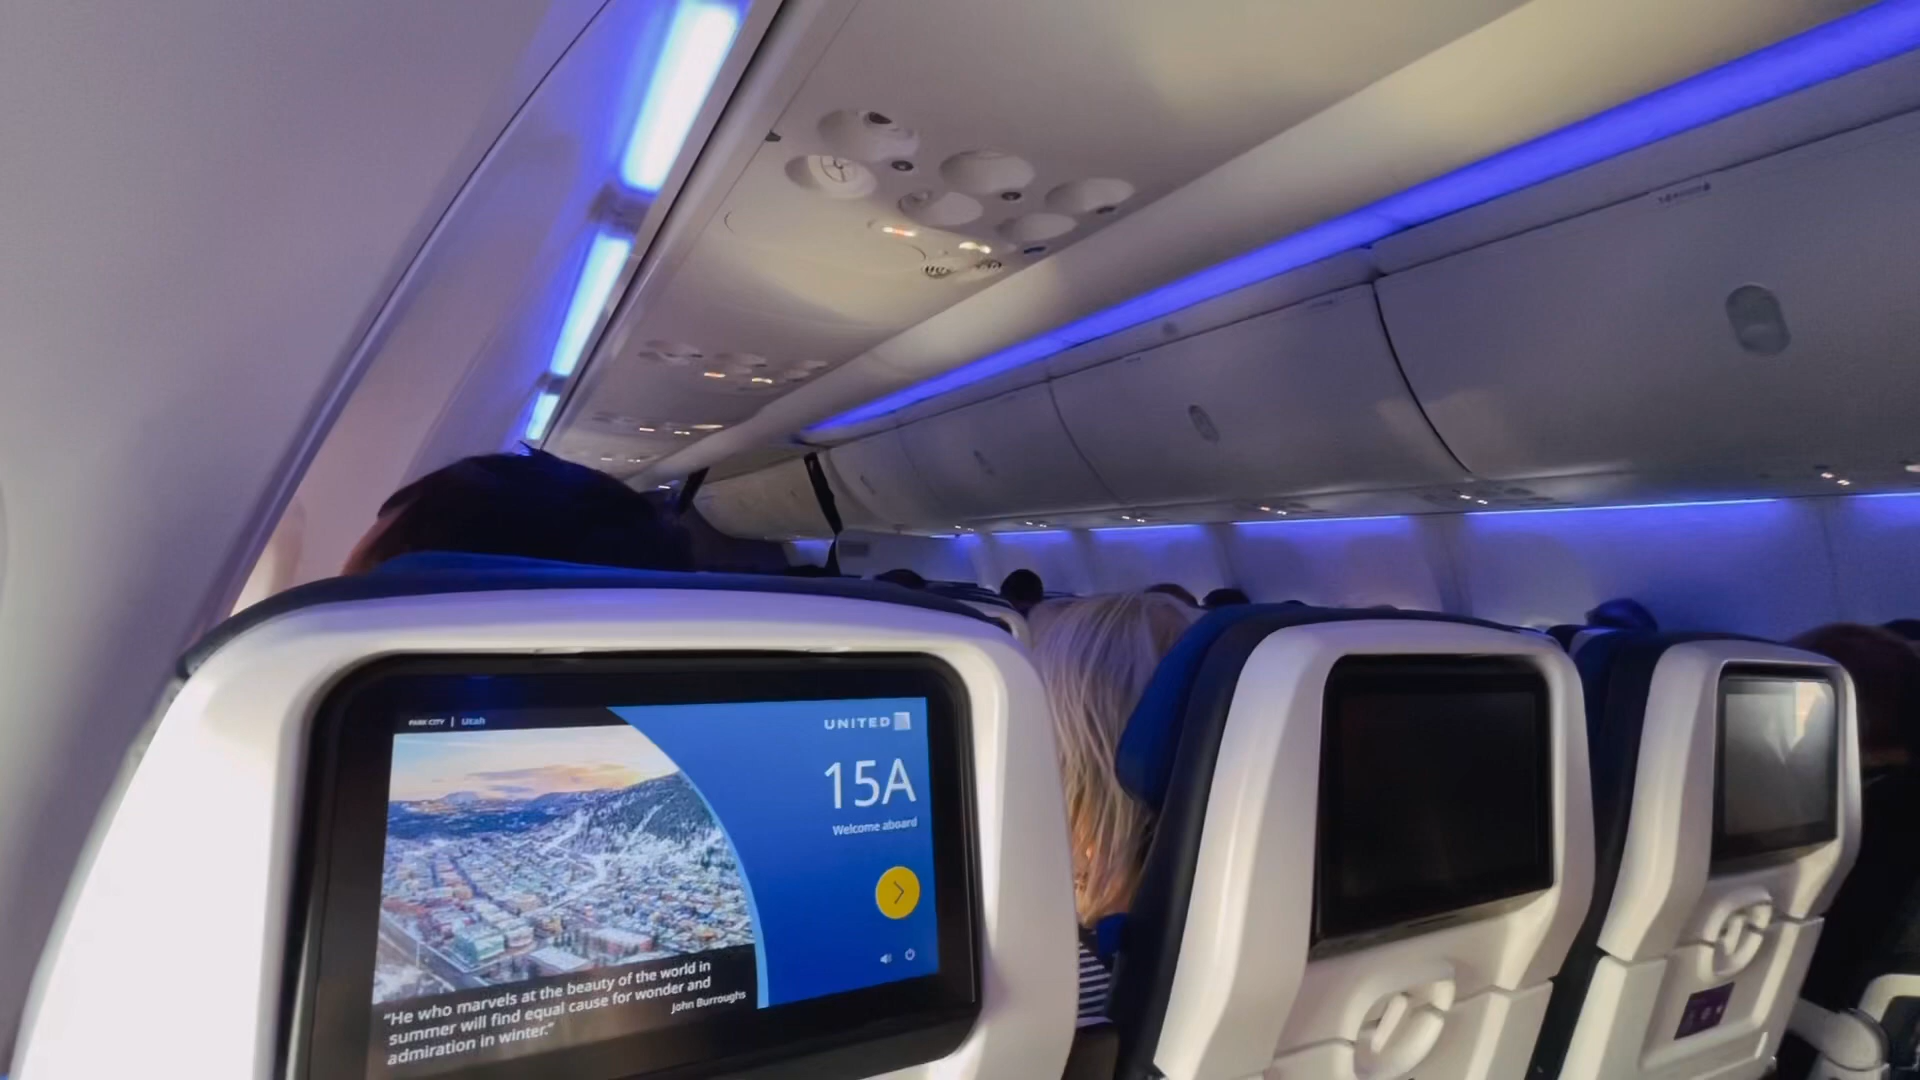 PARK CITY | Utah
UNITED
15A
Welcome aboard
“He who marvels at the beauty of the world in
summer will find equal cause for wonder and
admiration in winter.”
John Burroughs